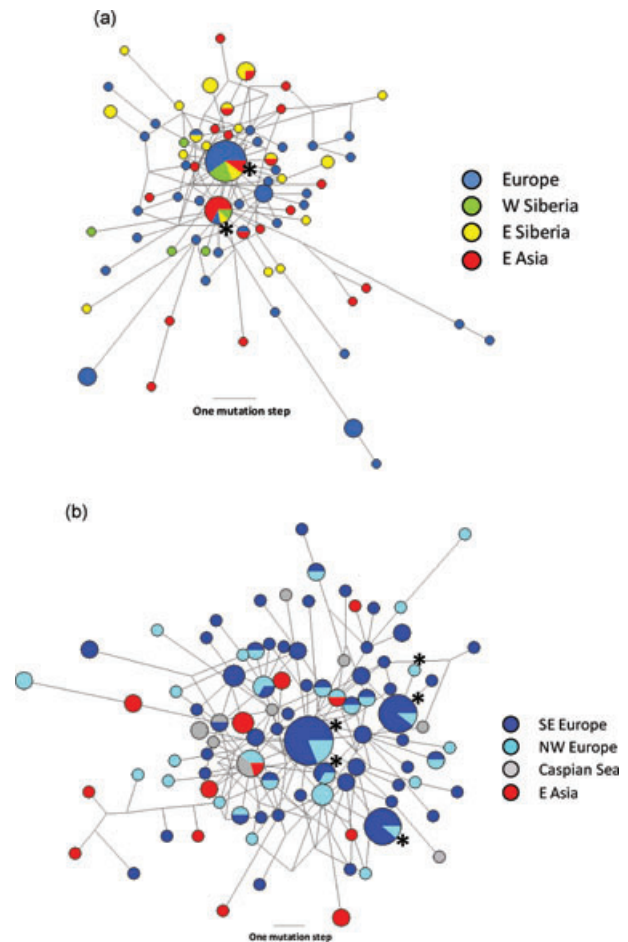 (a)
*
*
Europe
W Siberia
E Siberia
E Asia
One mutation step
(b)
*
*
*
*
*
SE Europe
NW Europe
Caspian Sea
E Asia
One mutation step